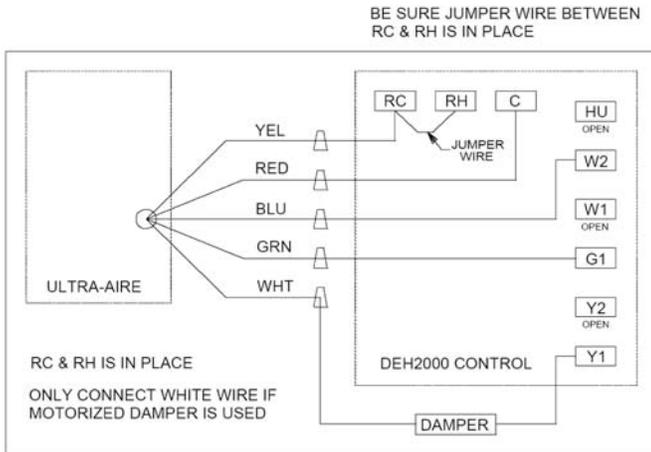 BE SURE JUMPER WIRE BETWEEN
RC & RH IS IN PLACE
RC RH C
HU
OPEN
YEL
JUMPER
WIRE
W2
RED
BLU
W1
OPEN
GRN
G1
ULTRA-AIRE
WHT
Y2
OPEN
RC & RH IS IN PLACE
DEH2000 CONTROL
Y1
ONLY CONNECT WHITE WIRE IF
MOTORIZED DAMPER IS USED
DAMPER